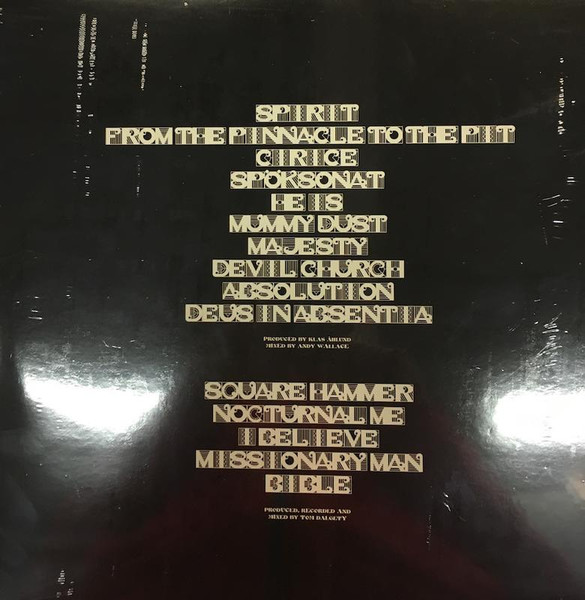 SPIRIT
FROM THE PINNACLE TO THE PIT
CIRICE
SPÖKSONAT
HE IS
MUMMY DUST
MAJESTY
DEVIL CHURCH
ABSOLUTION
DEUS IN ABSENTIA
PRODUCED BY KLAS ÅHLUND
MIXED BY ANDY WALLACE
SQUARE HAMMER
NOCTURNAL ME
I BELIEVE
MISSIONARY MAN
BIBLE
PRODUCED, RECORDED AND
MIXED BY TOM DALGETY